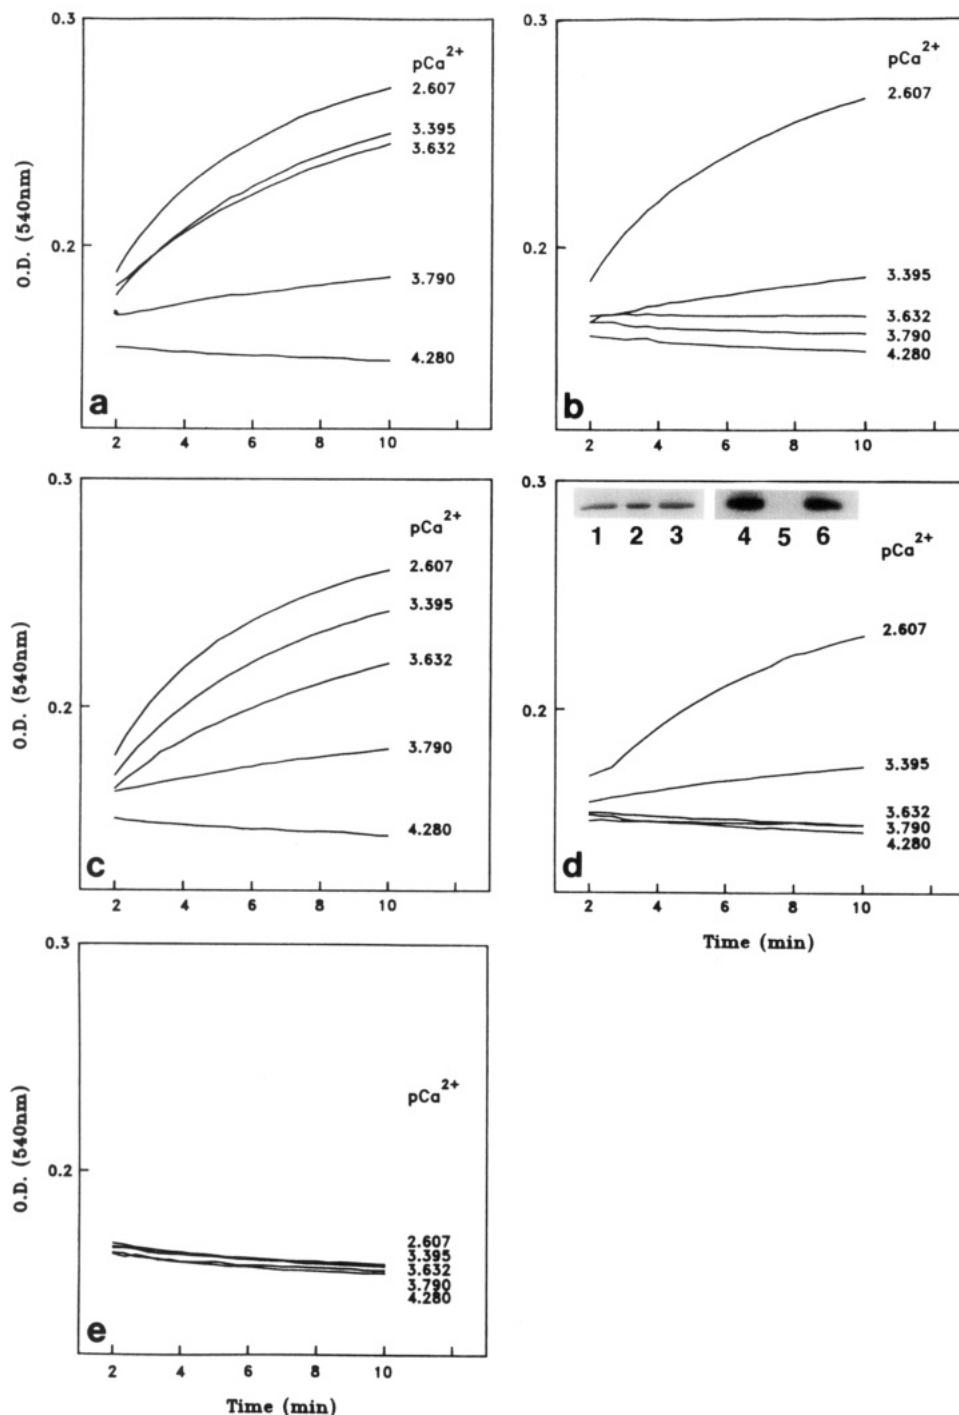 0.3
pCa2+
2.607
3.395
3.632
0.2
3.790
4.280
O.D. (540nm)
a
2 4 6 8 10
pCa2+
2.607
3.395
3.632
3.790
4.280
b
2 4 6 8 10
0.3
pCa2+
2.607
3.395
3.632
0.2
3.790
4.280
O.D. (540nm)
c
2 4 6 8 10
0.3
1 2 3 4 5 6
pCa2+
2.607
0.2
3.395
3.632
3.790
4.280
d
2 4 6 8 10
Time (min)
0.3
pCa2+
0.2
O.D. (540nm)
2.607
3.395
3.632
3.790
4.280
e
2 4 6 8 10
Time (min)
0.3
0.2